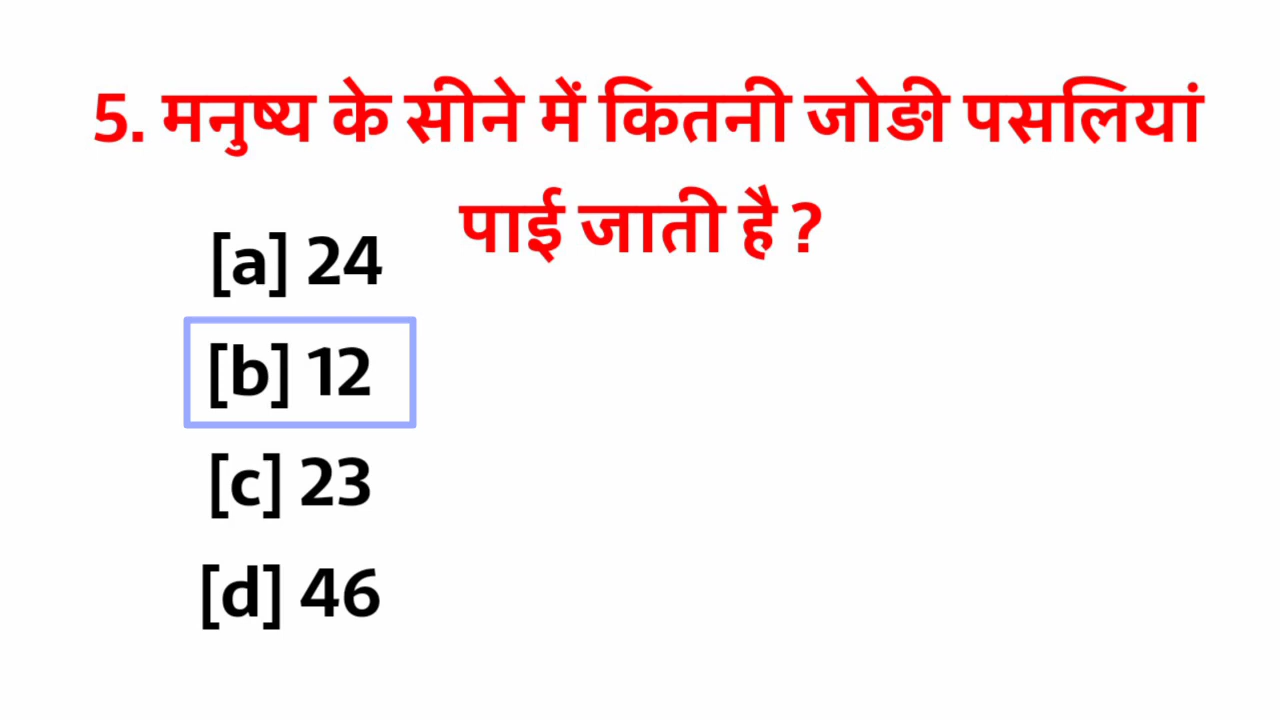 5. मनुष्य के सीने में कितनी जोङी पसलियां
पाई जाती है ?
[a] 24
[b] 12
[c] 23
[d] 46